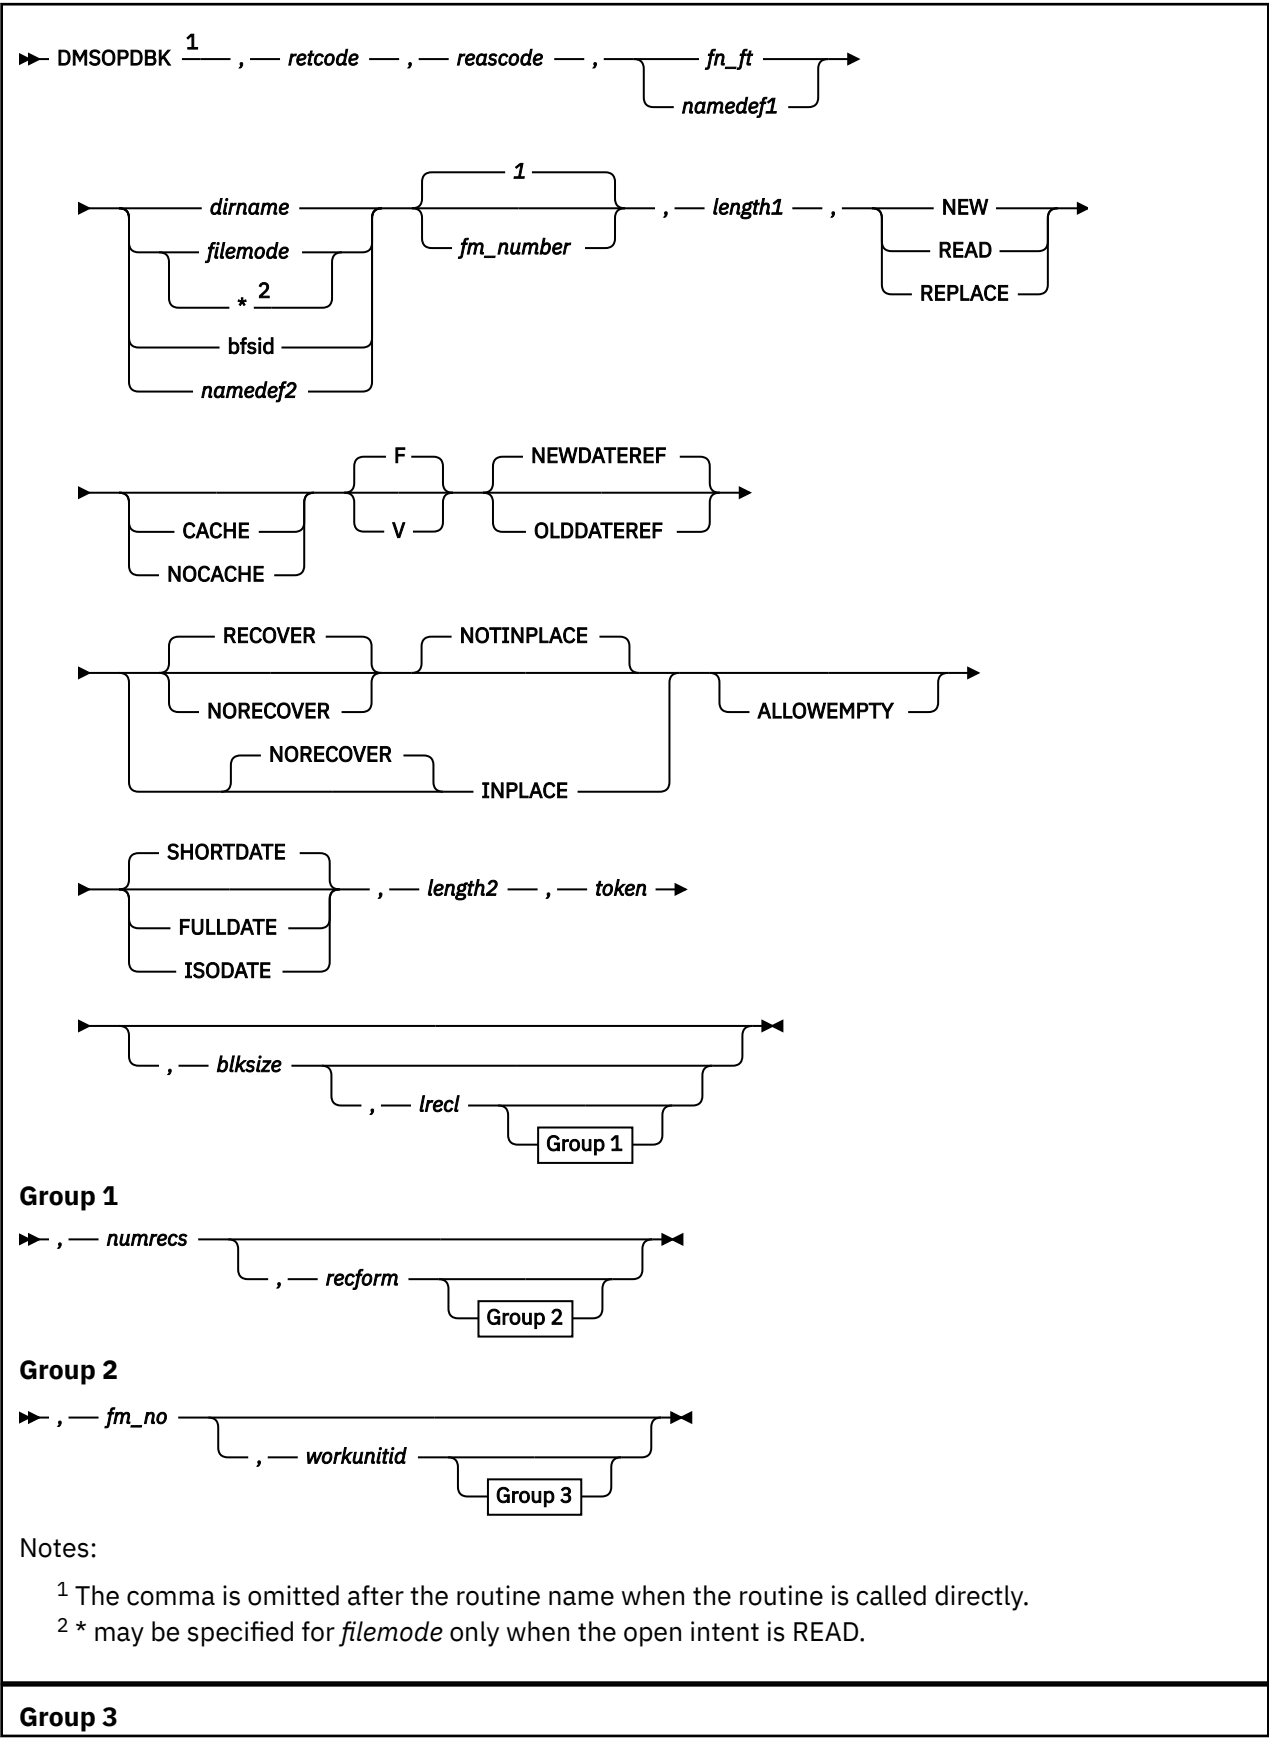 DMSOPDBK 1 , retcode , reascode , fn_ft
namedef1
1
dirname , length1 , NEW
filemode fm_number READ
* 2 REPLACE
bfsid
namedef2
F NEWDATEREF
CACHE V OLDDATEREF
NOCACHE
RECOVER NOTINPLACE
NORECOVER ALLOWEMPTY
NORECOVER
INPLACE
SHORTDATE
, length2 , token
FULLDATE
ISODATE
, blksize
, lrecl
Group 1
Group 1
, numrecs
, recform
Group 2
Group 2
, fm_no
, workunitid
Group 3
Notes:
1 The comma is omitted after the routine name when the routine is called directly.
2 * may be specified for filemode only when the open intent is READ.
Group 3